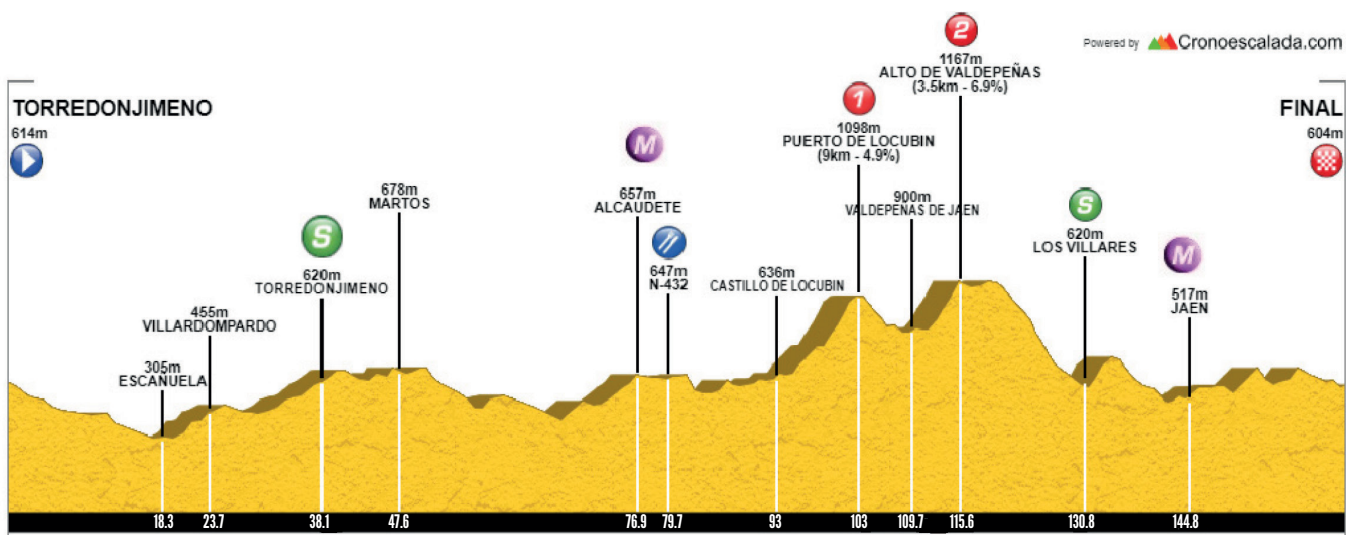 Powered by Cronoescalada.com
TORREDONJIMENO
614m
305m
ESCAÑUELA
455m
VILLARDOMPARDO
S
620m
TORREDONJIMENO
678m
MARTOS
M
657m
ALCAUDETE
647m
N-432
636m
CASTILLO DE LOCUBIN
1
1098m
PUERTO DE LOCUBIN
(9km - 4.9%)
900m
VALDEPEÑAS DE JAEN
2
1167m
ALTO DE VALDEPEÑAS
(3.5km - 6.9%)
S
620m
LOS VILLARES
M
517m
JAEN
FINAL
604m
18.3 23.7 38.1 47.6 76.9 79.7 93 103 109.7 115.6 130.8 144.8